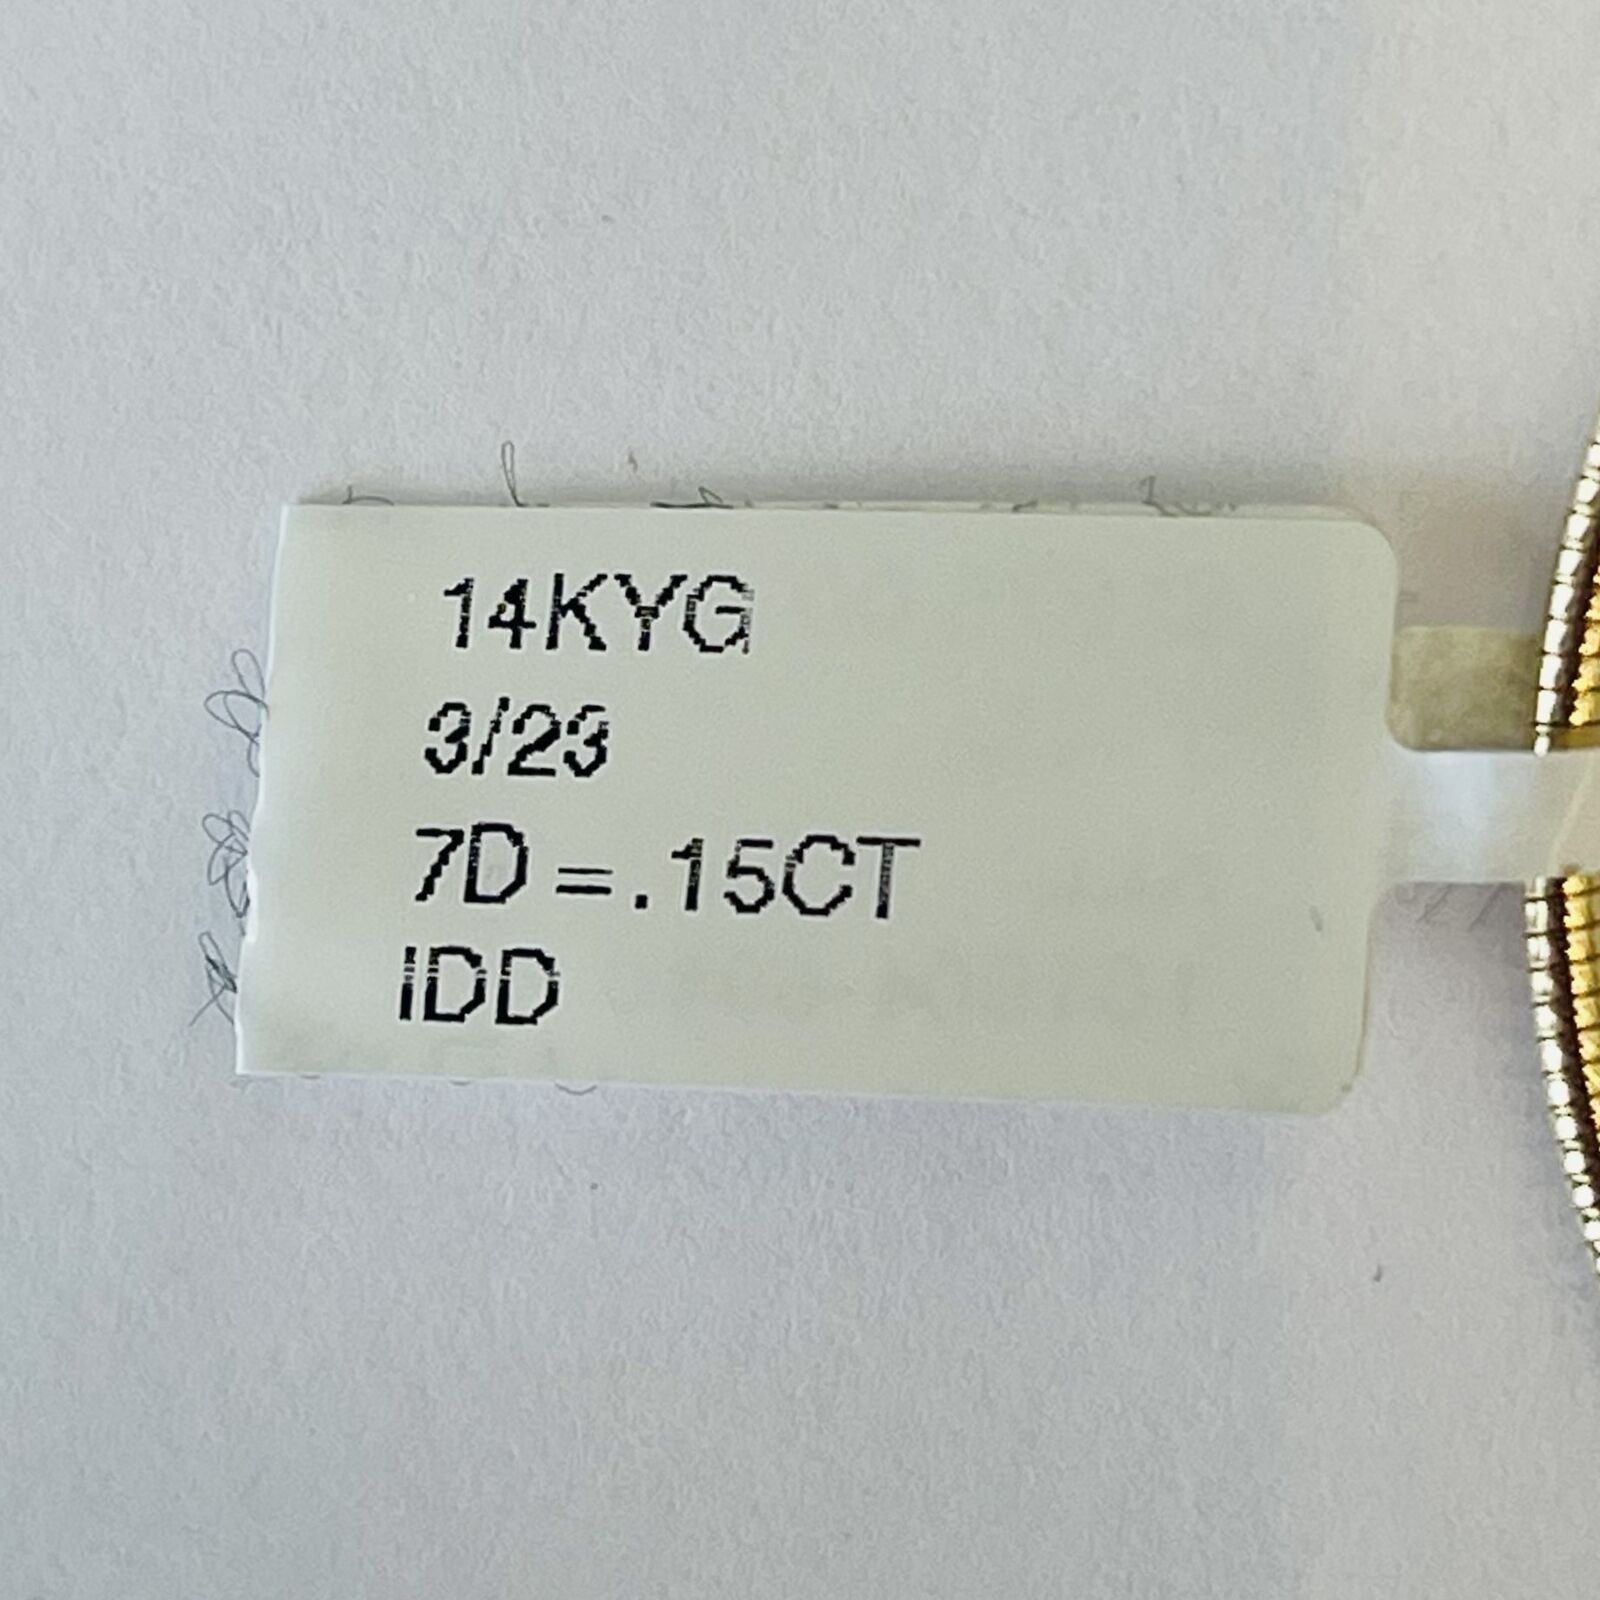 14KYG
3/23
7D = .15CT
IDD